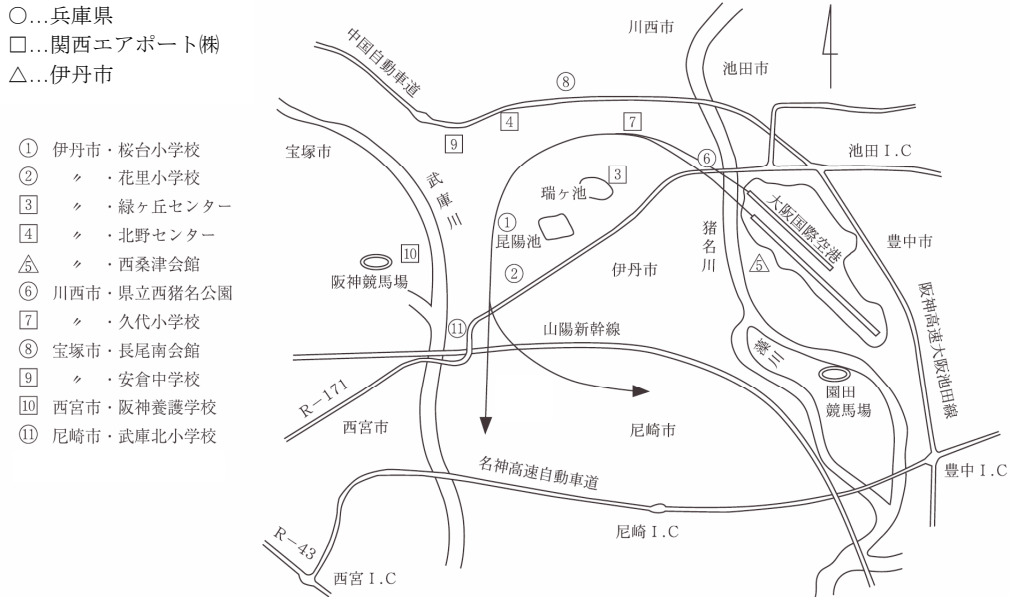 ○…兵庫県
□…関西エアポート㈱
△…伊丹市
① 伊丹市・桜台小学校
② 〃 ・花里小学校
3 〃 ・緑ヶ丘センター
4 〃 ・北野センター
5 〃 ・西桑津会館
⑥ 川西市・県立西猪名公園
7 〃 ・久代小学校
⑧ 宝塚市・長尾南会館
9 〃 ・安倉中学校
10 西宮市・阪神養護学校
⑪ 尼崎市・武庫北小学校
川西市
中国自動車道
池田市
⑧
4
7
9
宝塚市
池田I.C
⑥
武庫川
3
瑞ヶ池
大阪国際空港
①
昆陽池
猪名川
豊中市
10
阪神競馬場
②
伊丹市
5
阪神高速大阪池田線
⑪
山陽新幹線
藻川
園田
競馬場
R-171
西宮市
尼崎市
名神高速自動車道
豊中I.C
尼崎I.C
R-43
西宮I.C